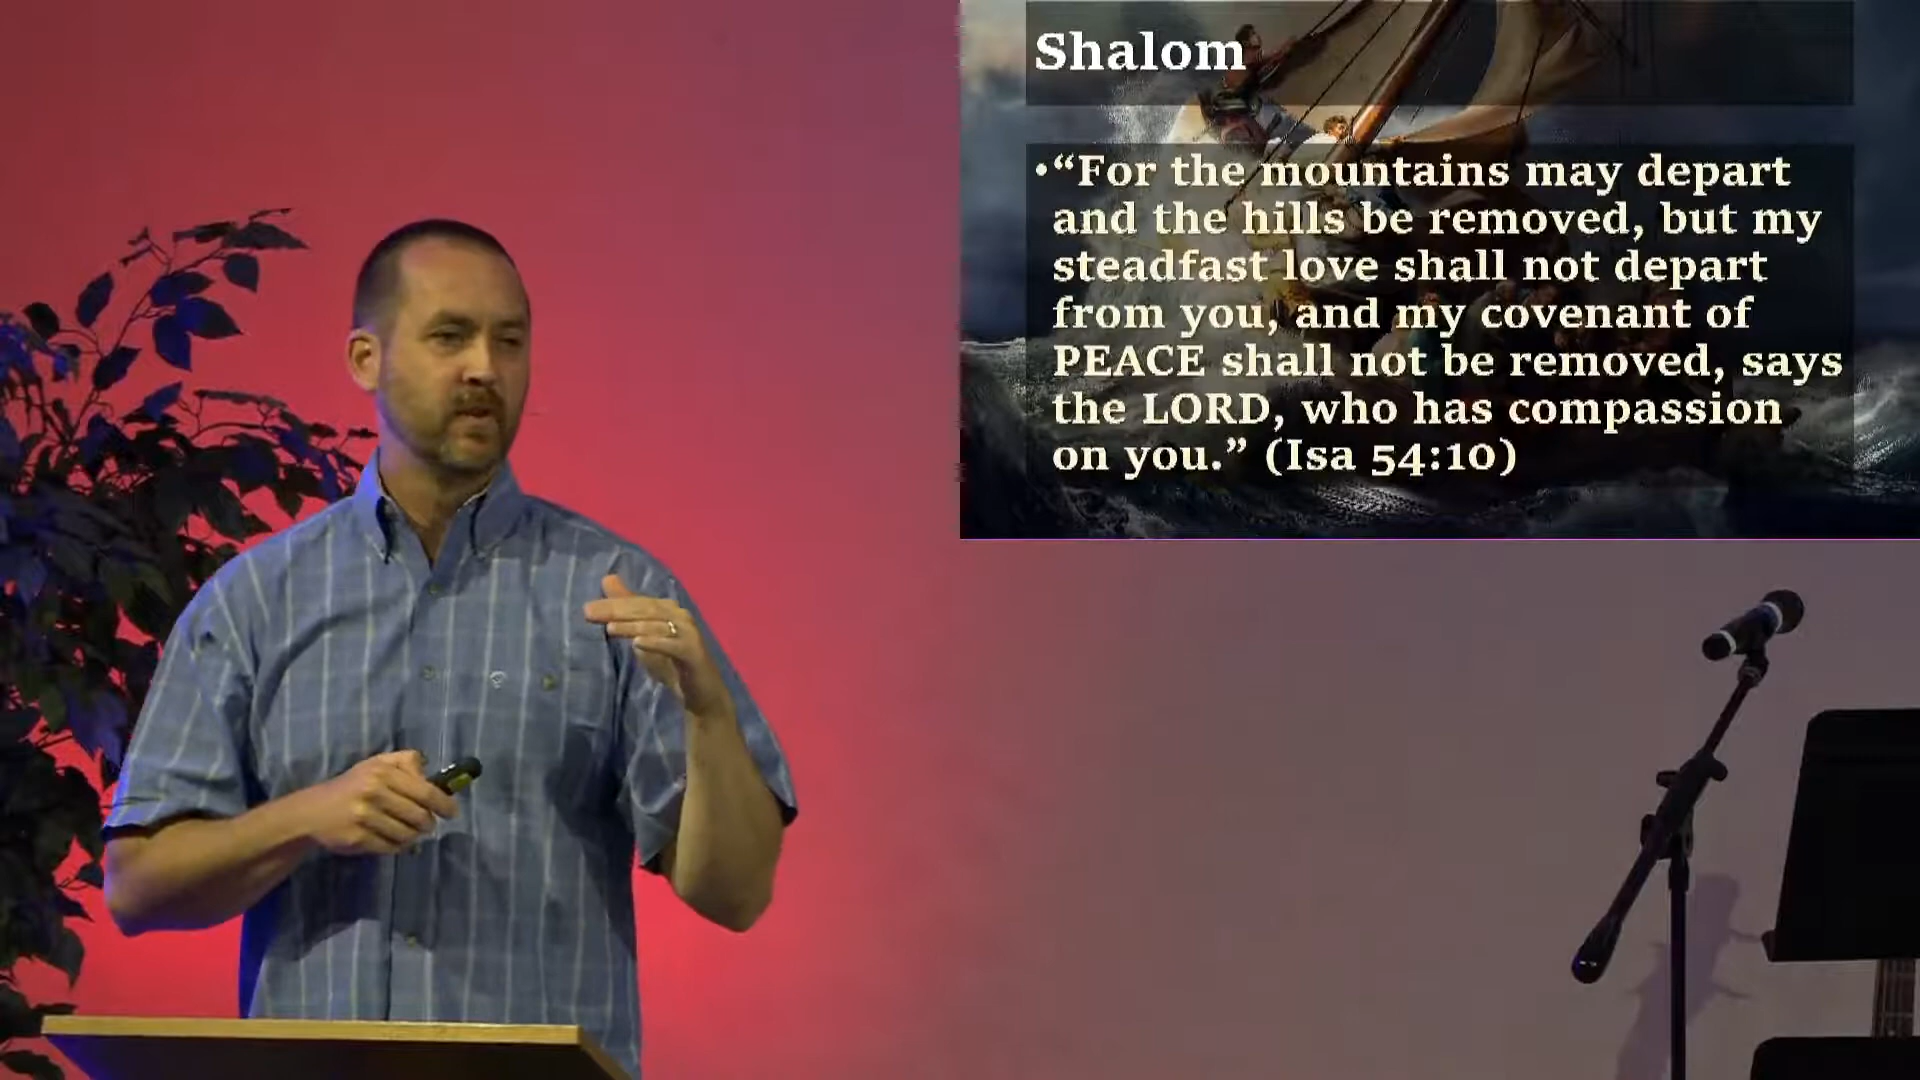 Shalom
•“For the mountains may depart
and the hills be removed, but my
steadfast love shall not depart
from you, and my covenant of
PEACE shall not be removed, says
the LORD, who has compassion
on you.” (Isa 54:10)